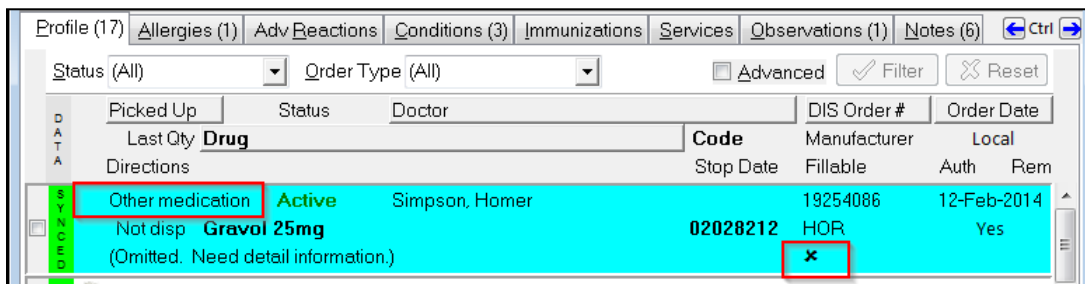 Profile (17) Allergies (1) Adv Reactions Conditions (3) Immunizations Services Observations (1) Notes (6) Ctrl
Status (All) Order Type (All) Advanced Filter Reset
DATA
Picked Up Status Doctor DIS Order # Order Date
Last Qty Drug Code Manufacturer Local
Directions Stop Date Fillable Auth Rem
SYNCED
Other medication Active Simpson, Homer 19254086 12-Feb-2014
Not disp Gravol 25mg 02028212 HOR Yes
(Omitted. Need detail information.) ×